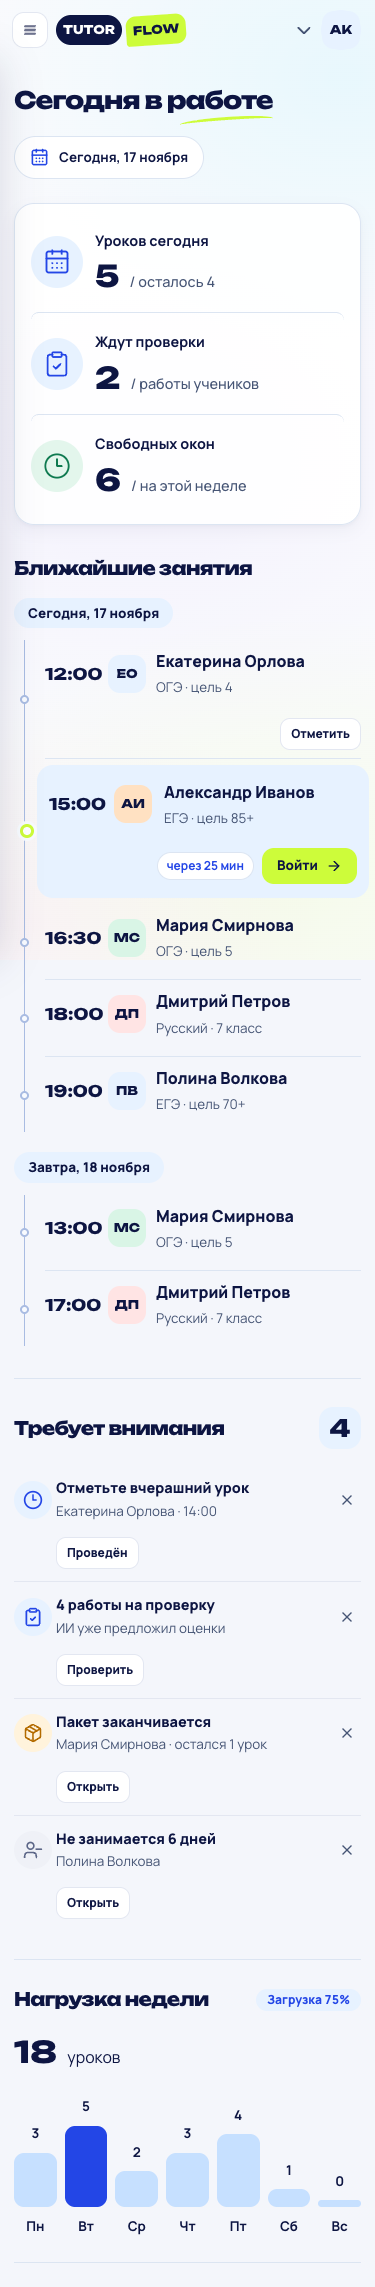 TUTOR FLOW AK
Сегодня в работе
Сегодня, 17 ноября
Уроков сегодня
5 / осталось 4
Ждут проверки
2 / работы учеников
Свободных окон
6 / на этой неделе
Ближайшие занятия
Сегодня, 17 ноября
12:00 ЕО Екатерина Орлова
ОГЭ · цель 4
Отметить
15:00 АИ Александр Иванов
ЕГЭ · цель 85+
через 25 мин Войти →
16:30 МС Мария Смирнова
ОГЭ · цель 5
18:00 ДП Дмитрий Петров
Русский · 7 класс
19:00 ПВ Полина Волкова
ЕГЭ · цель 70+
Завтра, 18 ноября
13:00 МС Мария Смирнова
ОГЭ · цель 5
17:00 ДП Дмитрий Петров
Русский · 7 класс
Требует внимания 4
Отметьте вчерашний урок
Екатерина Орлова · 14:00
Проведён
4 работы на проверку
ИИ уже предложил оценки
Проверить
Пакет заканчивается
Мария Смирнова · остался 1 урок
Открыть
Не занимается 6 дней
Полина Волкова
Открыть
Нагрузка недели Загрузка 75%
18 уроков
3 5 2 3 4 1 0
Пн Вт Ср Чт Пт Сб Вс